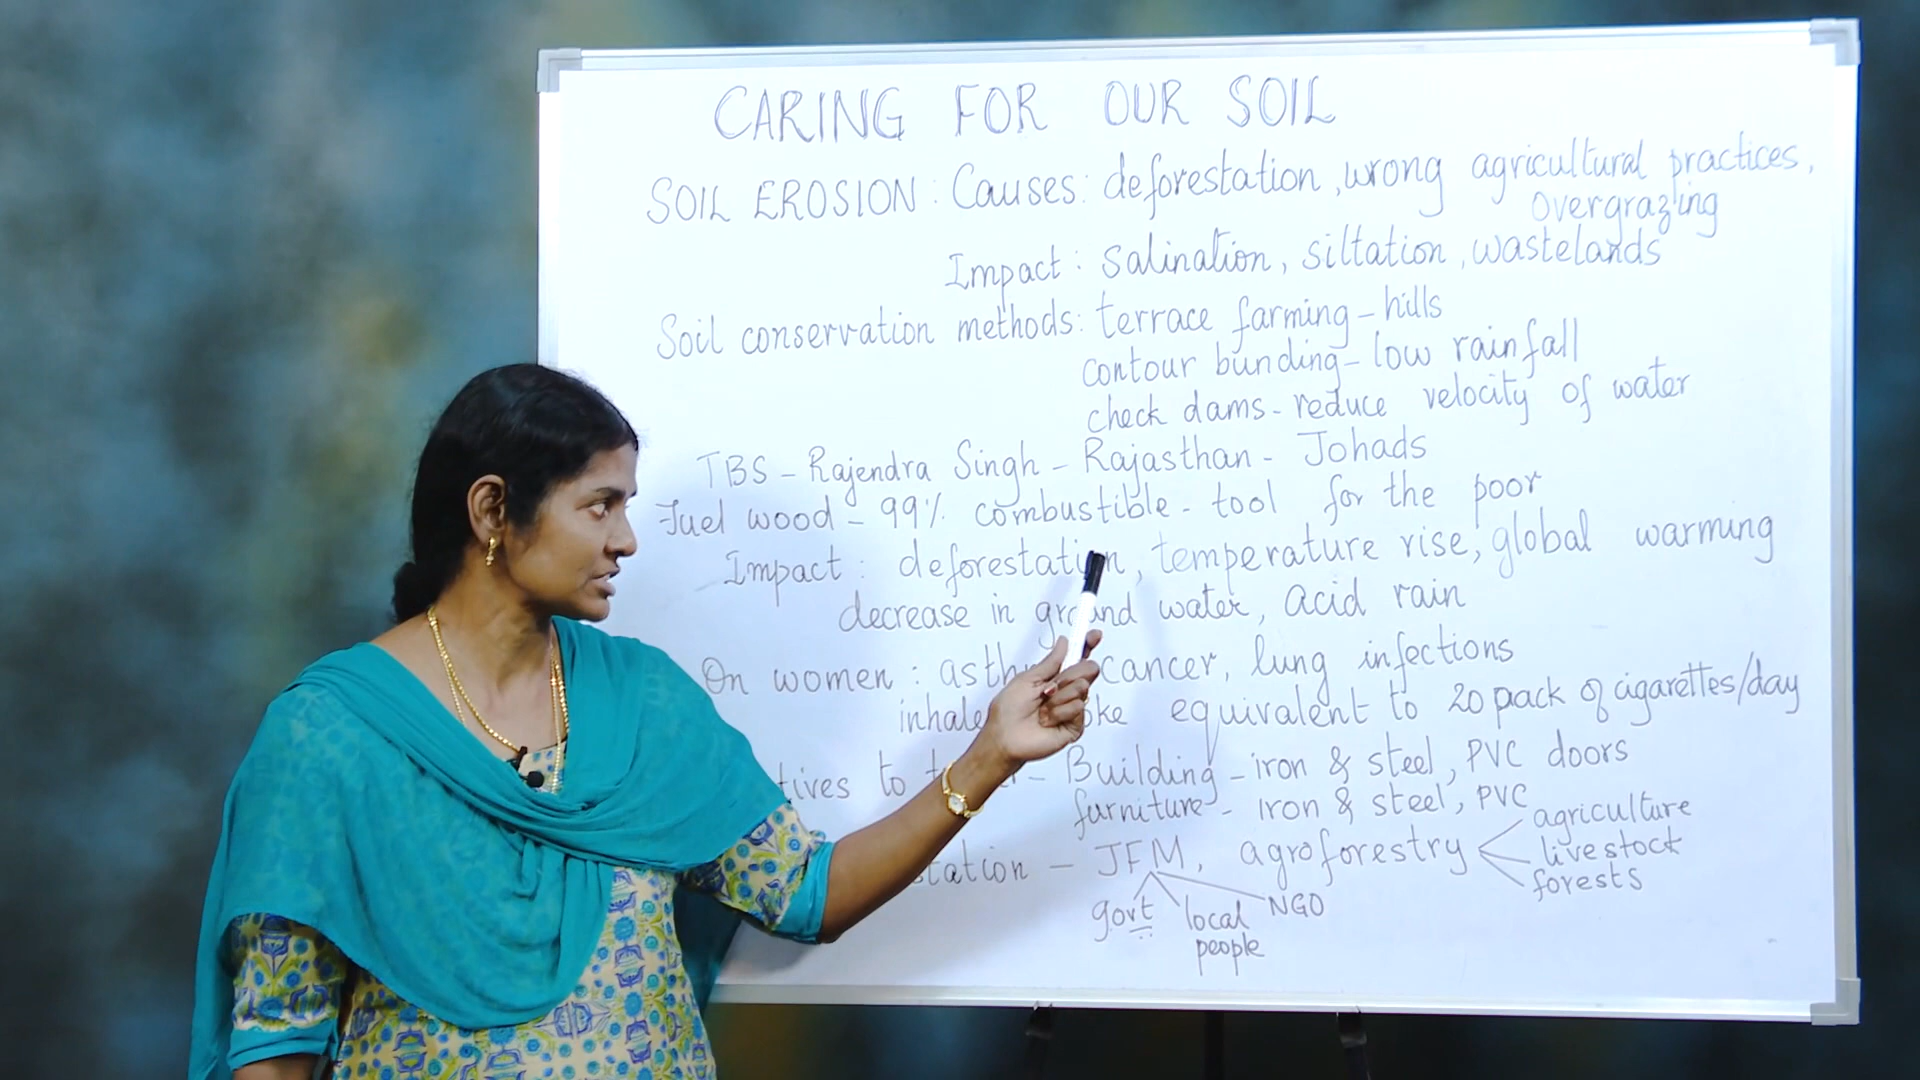 CARING FOR OUR SOIL
SOIL EROSION : Causes: deforestation, wrong agricultural practices,
overgrazing
Impact : salination, siltation, wastelands
Soil conservation methods: terrace farming - hills
contour bunding - low rainfall
check dams - reduce velocity of water
TBS - Rajendra Singh - Rajasthan - Johads
Fuel wood - 99% combustible - tool for the poor
Impact : deforestation, temperature rise, global warming
decrease in ground water, acid rain
On women : cancer, lung infections
inhale equivalent to 20 pack of cigarettes/day
to - Building - iron & steel, PVC doors
furniture - iron & steel, PVC
- JFM, agroforestry
agriculture
livestock
forests
govt local people NGO